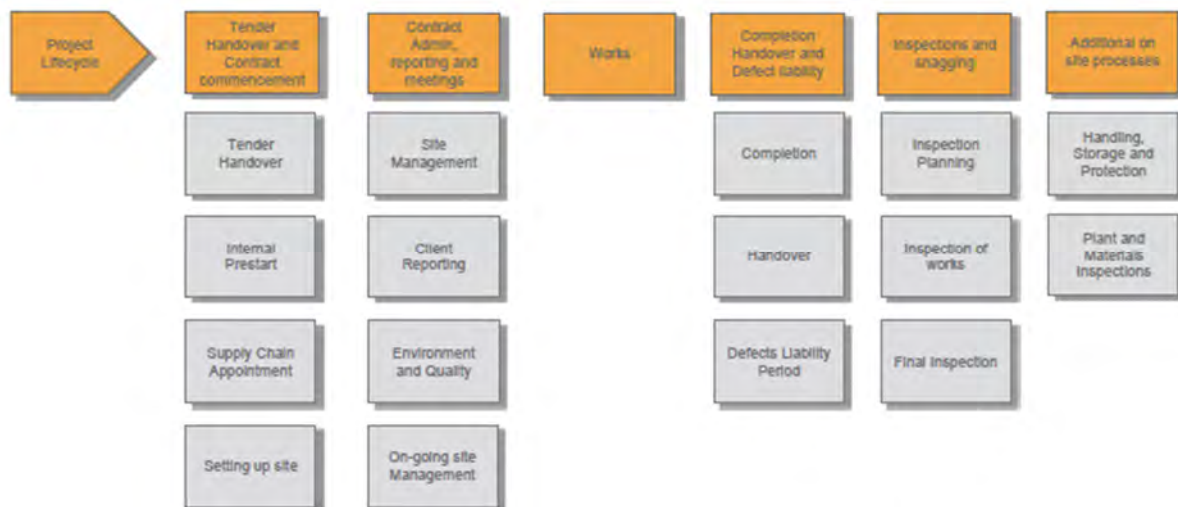 Project
Lifecycle
Tender
Handover and
Contract
commencement
Contract
Admin,
reporting and
meetings
Works
Completion
Handover and
Defect liability
Inspections and
snagging
Additional on
site processes
Tender
Handover
Site
Management
Completion
Inspection
Planning
Handling,
Storage and
Protection
Internal
Prestart
Client
Reporting
Handover
Inspection of
works
Plant and
Materials
Inspections
Supply Chain
Appointment
Environment
and Quality
Defects Liability
Period
Final Inspection
Setting up site
On-going site
Management